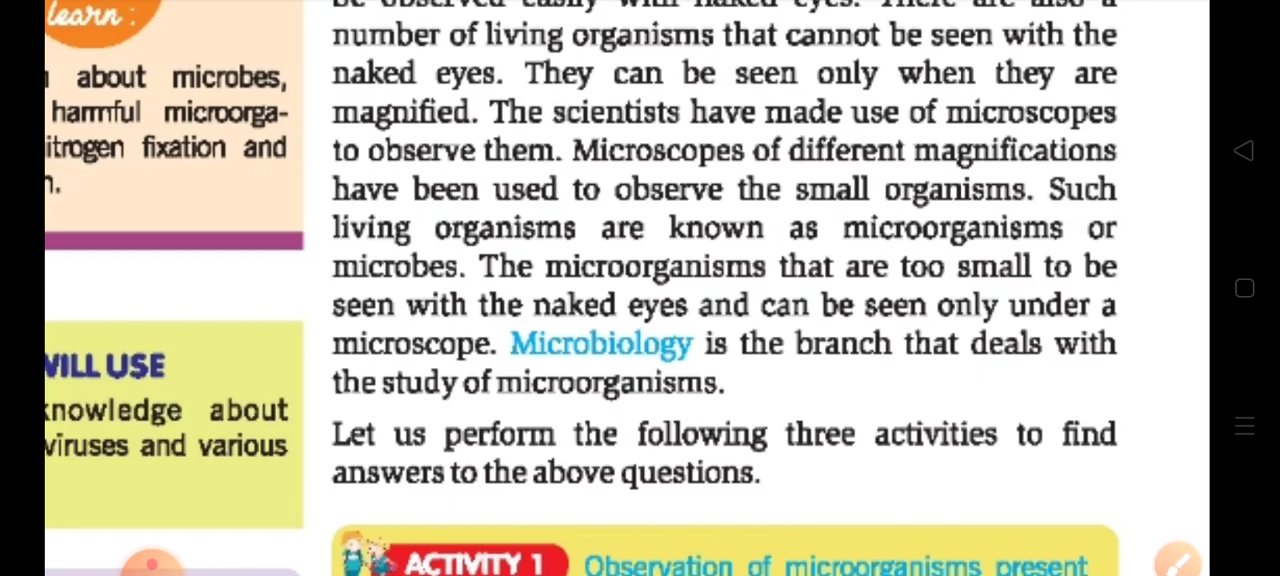 learn :
about microbes,
harmful microorga-
itrogen fixation and
n.
WILL USE
knowledge about
viruses and various
number of living organisms that cannot be seen with the
naked eyes. They can be seen only when they are
magnified. The scientists have made use of microscopes
to observe them. Microscopes of different magnifications
have been used to observe the small organisms. Such
living organisms are known as microorganisms or
microbes. The microorganisms that are too small to be
seen with the naked eyes and can be seen only under a
microscope. Microbiology is the branch that deals with
the study of microorganisms.
Let us perform the following three activities to find
answers to the above questions.
ACTIVITY 1 Observation of microorganisms present